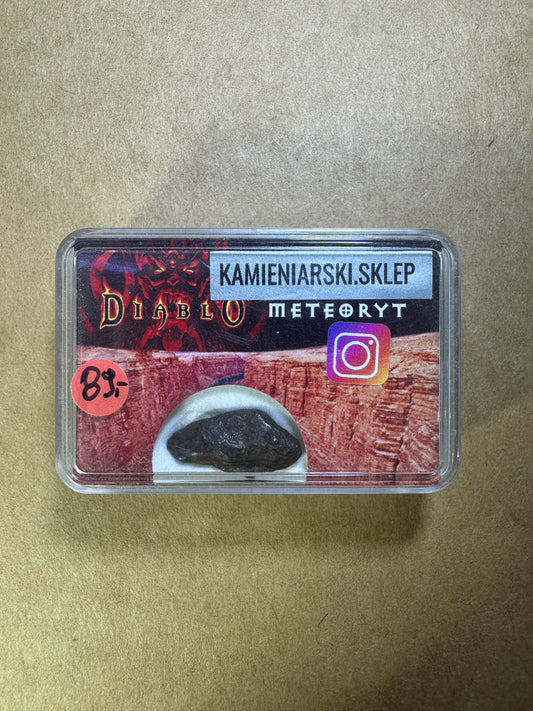 KAMIENIARSKI.SKLEP
DIABLO METEORYT
89,-